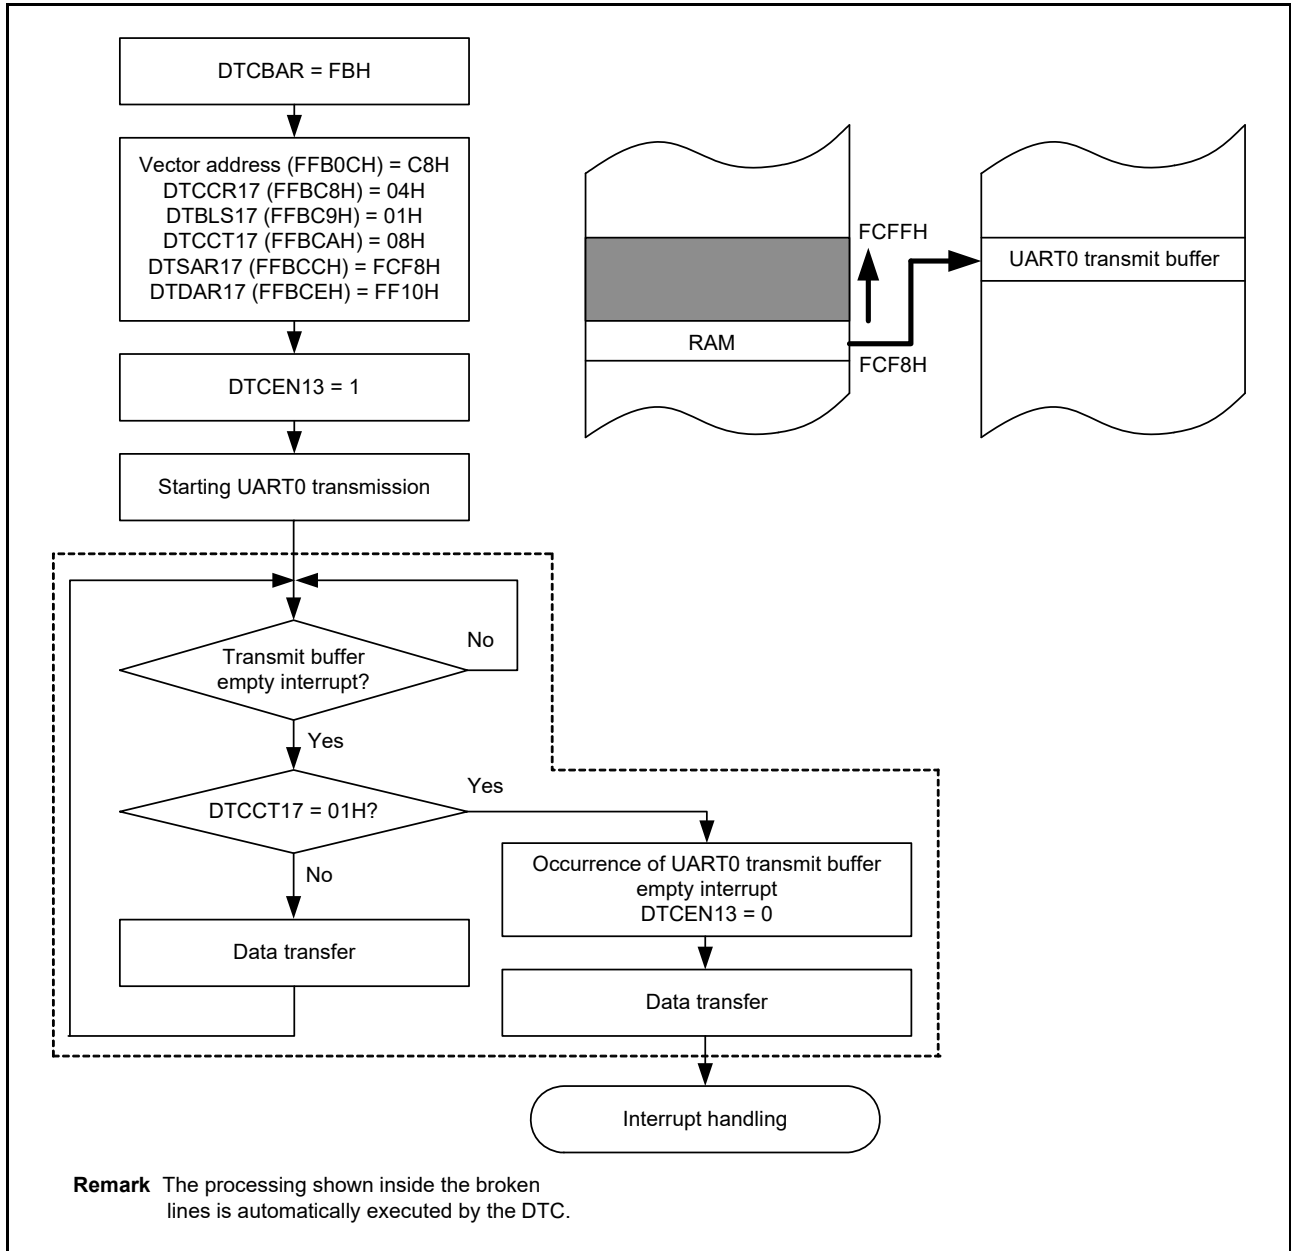 DTCBAR = FBH
Vector address (FFB0CH) = C8H
DTCCR17 (FFBC8H) = 04H
DTBLS17 (FFBC9H) = 01H
DTCCT17 (FFBCAH) = 08H
DTSAR17 (FFBCCH) = FCF8H
DTDAR17 (FFBCEH) = FF10H
DTCEN13 = 1
Starting UART0 transmission
FCFFH
UART0 transmit buffer
RAM
FCF8H
Transmit buffer
empty interrupt?
No
Yes
DTCCT17 = 01H?
Yes
No
Data transfer
Occurrence of UART0 transmit buffer
empty interrupt
DTCEN13 = 0
Data transfer
Interrupt handling
Remark The processing shown inside the broken
lines is automatically executed by the DTC.